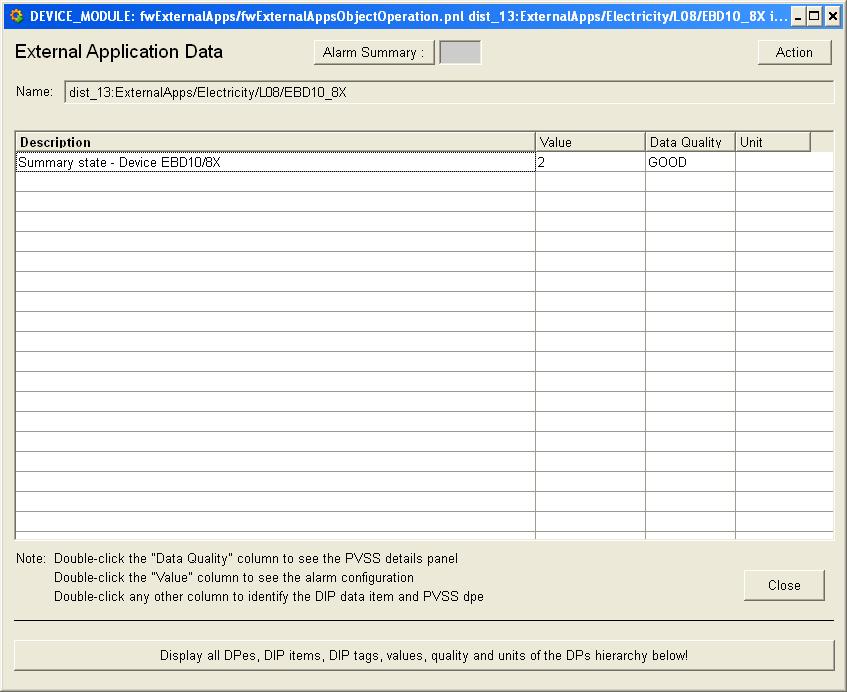 DEVICE_MODULE: fwExternalApps/fwExternalAppsObjectOperation.pnl dist_13:ExternalApps/Electricity/L08/EBD10_8X i...
External Application Data
Alarm Summary :
Action
Name: dist_13:ExternalApps/Electricity/L08/EBD10_8X
Description Value Data Quality Unit
Summary state - Device EBD10/8X 2 GOOD
Note: Double-click the "Data Quality" column to see the PVSS details panel
Double-click the "Value" column to see the alarm configuration
Double-click any other column to identify the DIP data item and PVSS dpe
Close
Display all DPes, DIP items, DIP tags, values, quality and units of the DPs hierarchy below!